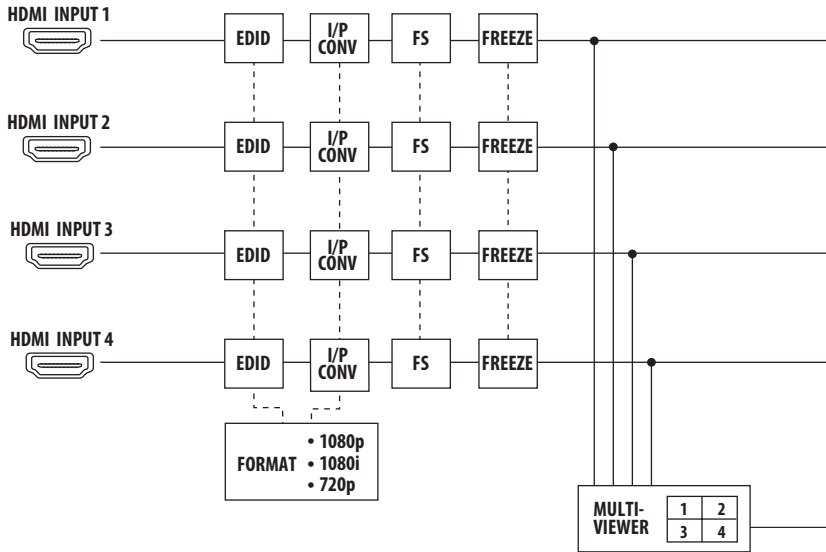 HDMI INPUT 1
EDID
I/P
CONV
FS
FREEZE
HDMI INPUT 2
EDID
I/P
CONV
FS
FREEZE
HDMI INPUT 3
EDID
I/P
CONV
FS
FREEZE
HDMI INPUT 4
EDID
I/P
CONV
FS
FREEZE
FORMAT
• 1080p
• 1080i
• 720p
MULTI-
VIEWER
1 2
3 4